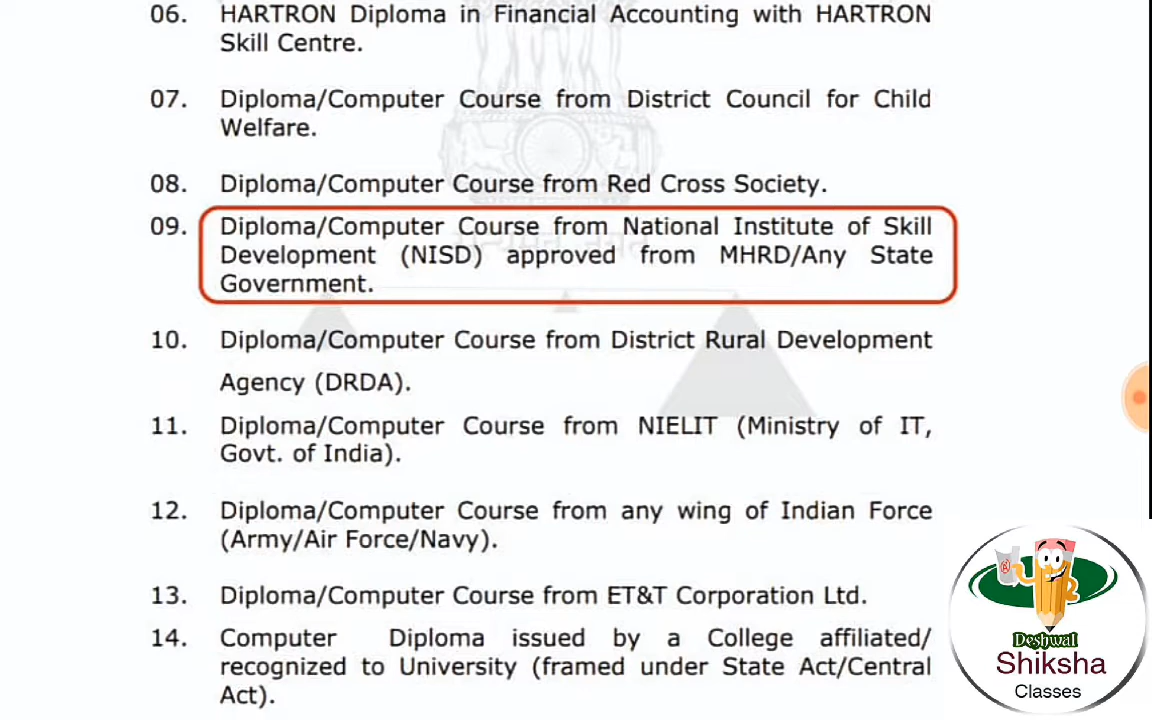 06. HARTRON Diploma in Financial Accounting with HARTRON
Skill Centre.
07. Diploma/Computer Course from District Council for Child
Welfare.
08. Diploma/Computer Course from Red Cross Society.
09. Diploma/Computer Course from National Institute of Skill
Development (NISD) approved from MHRD/Any State
Government.
10. Diploma/Computer Course from District Rural Development
Agency (DRDA).
11. Diploma/Computer Course from NIELIT (Ministry of IT,
Govt. of India).
12. Diploma/Computer Course from any wing of Indian Force
(Army/Air Force/Navy).
13. Diploma/Computer Course from ET&T Corporation Ltd.
14. Computer Diploma issued by a College affiliated/
recognized to University (framed under State Act/Central
Act).
Deshwal
Shiksha
Classes